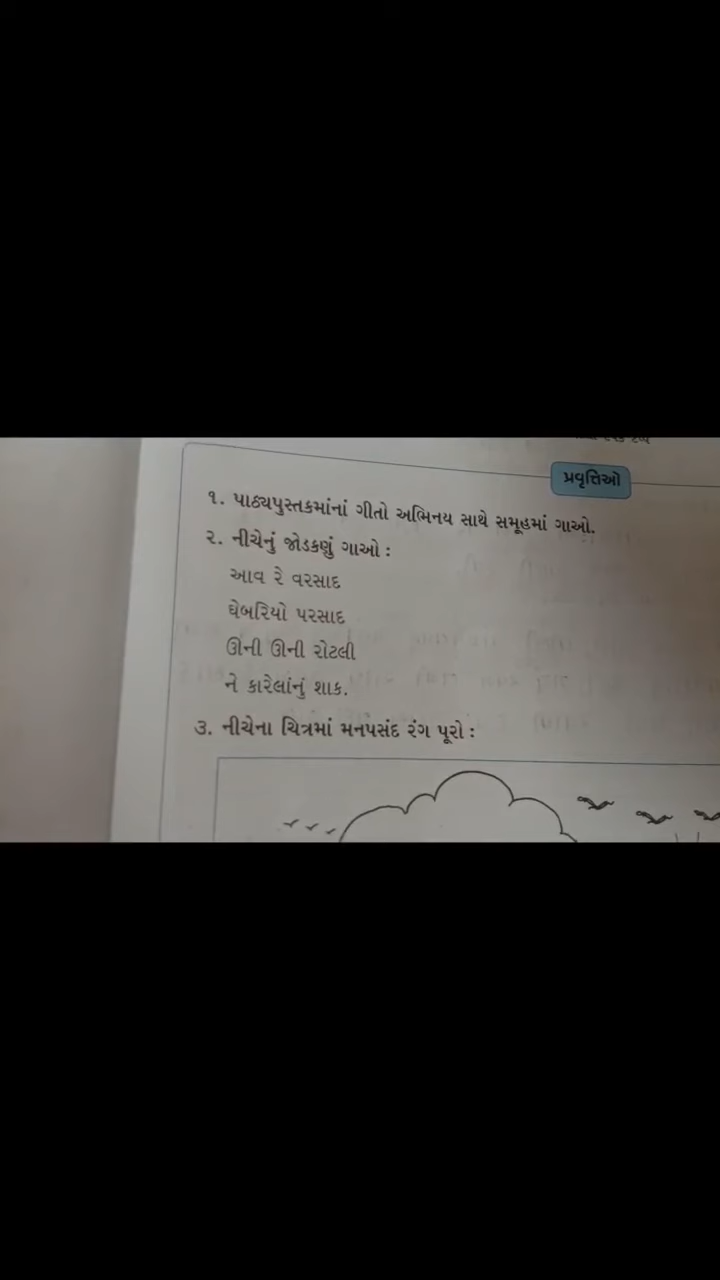 પ્રવૃત્તિઓ
૧. પાઠ્યપુસ્તકમાંનાં ગીતો અભિનય સાથે સમૂહમાં ગાઓ.
૨. નીચેનું જોડકણું ગાઓ :
આવ રે વરસાદ
ઘેબરિયો પરસાદ
ઊની ઊની રોટલી
ને કારેલાંનું શાક.
૩. નીચેના ચિત્રમાં મનપસંદ રંગ પૂરો :